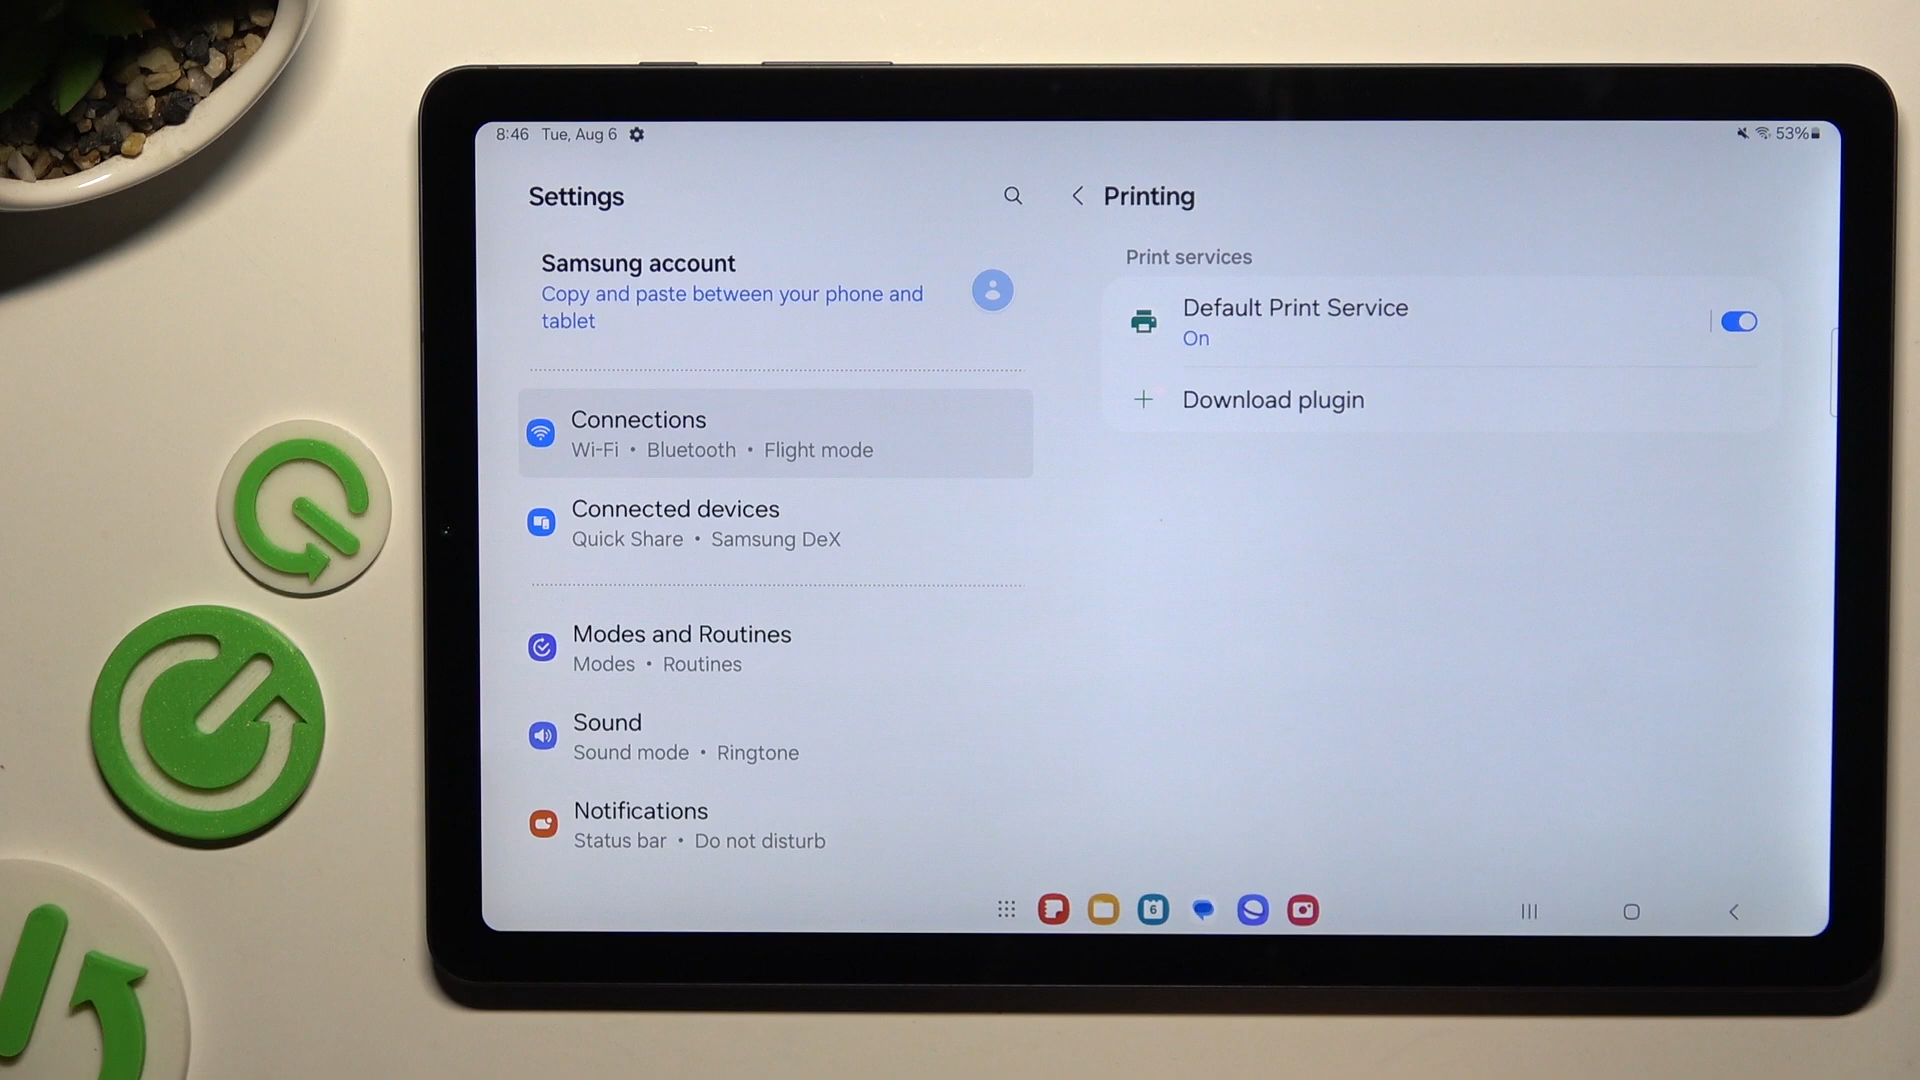 8:46 Tue, Aug 6 53%
Settings
Samsung account
Copy and paste between your phone and
tablet
Connections
Wi-Fi • Bluetooth • Flight mode
Connected devices
Quick Share • Samsung DeX
Modes and Routines
Modes • Routines
Sound
Sound mode • Ringtone
Notifications
Status bar • Do not disturb
Printing
Print services
Default Print Service
On
Download plugin
6